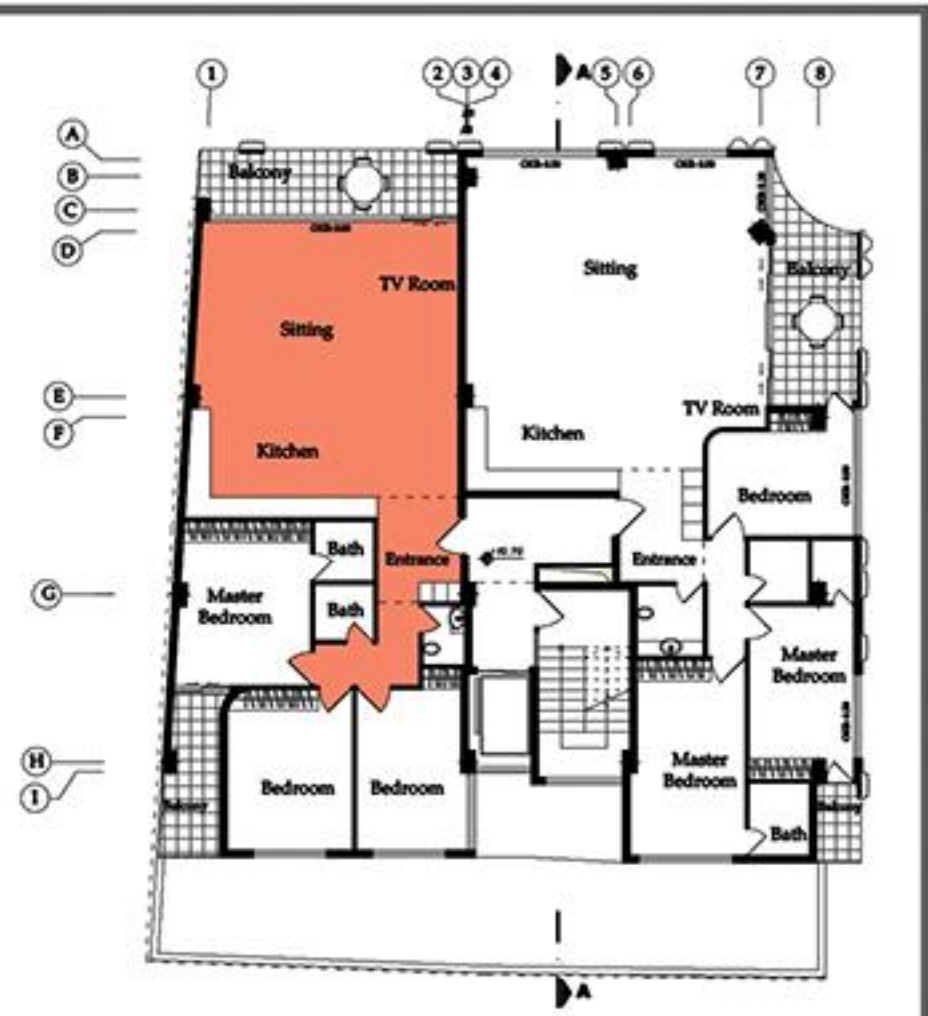 1
2
3
4
A
5
6
7
8
A
B
C
D
E
F
G
H
I
Balcony
TV Room
Sitting
Kitchen
Sitting
Balcony
TV Room
Kitchen
Bedroom
Entrance
Entrance
Bath
Bath
Master
Bedroom
Master
Bedroom
Master
Bedroom
Bedroom
Bedroom
Balcony
Balcony
Bath
A